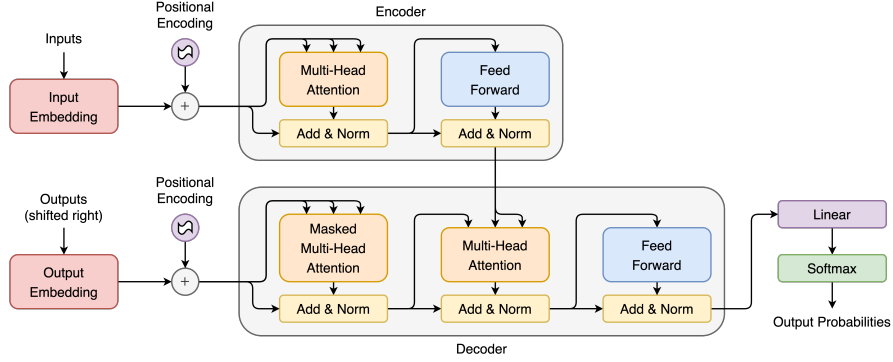 Encoder
Positional
Encoding
Inputs
Input
Embedding
+
Multi-Head
Attention
Add & Norm
Feed
Forward
Add & Norm
Outputs
(shifted right)
Positional
Encoding
Output
Embedding
+
Masked
Multi-Head
Attention
Add & Norm
Multi-Head
Attention
Add & Norm
Feed
Forward
Add & Norm
Linear
Softmax
Output Probabilities
Decoder